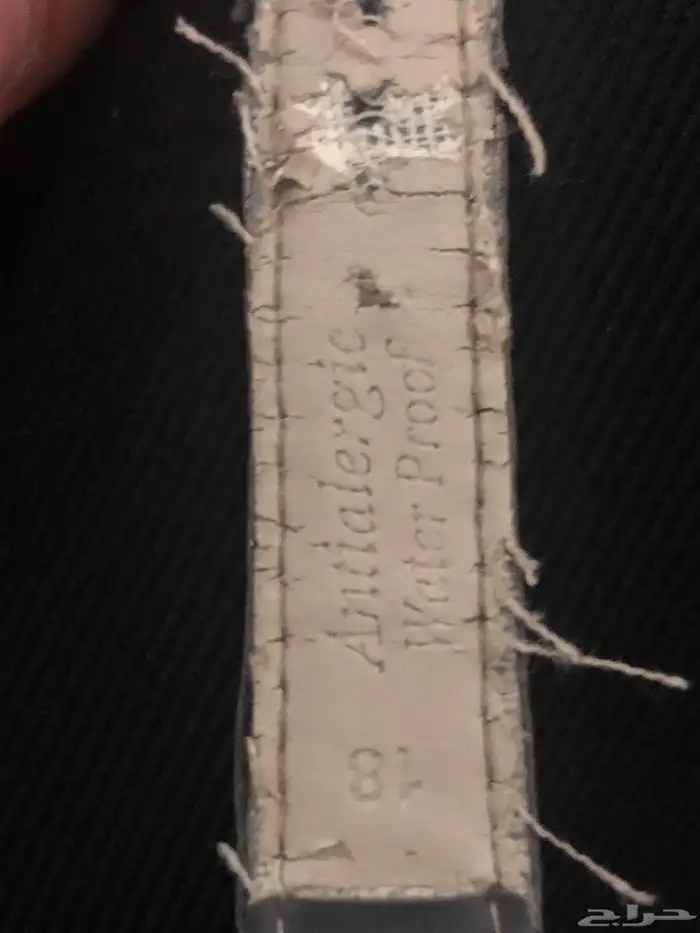 Antialergic
Water Proof
18
حراج